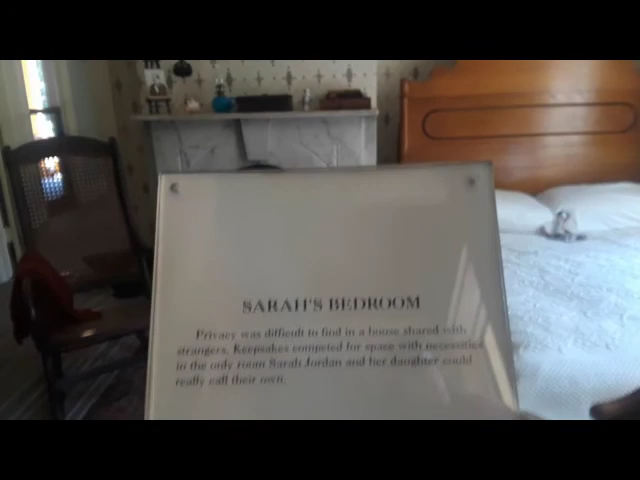 SARAH'S BEDROOM
Privacy was difficult to find in a house shared with
strangers. Keepsakes competed for space with necessities
in the only room Sarah Jordan and her daughter could
really call their own.